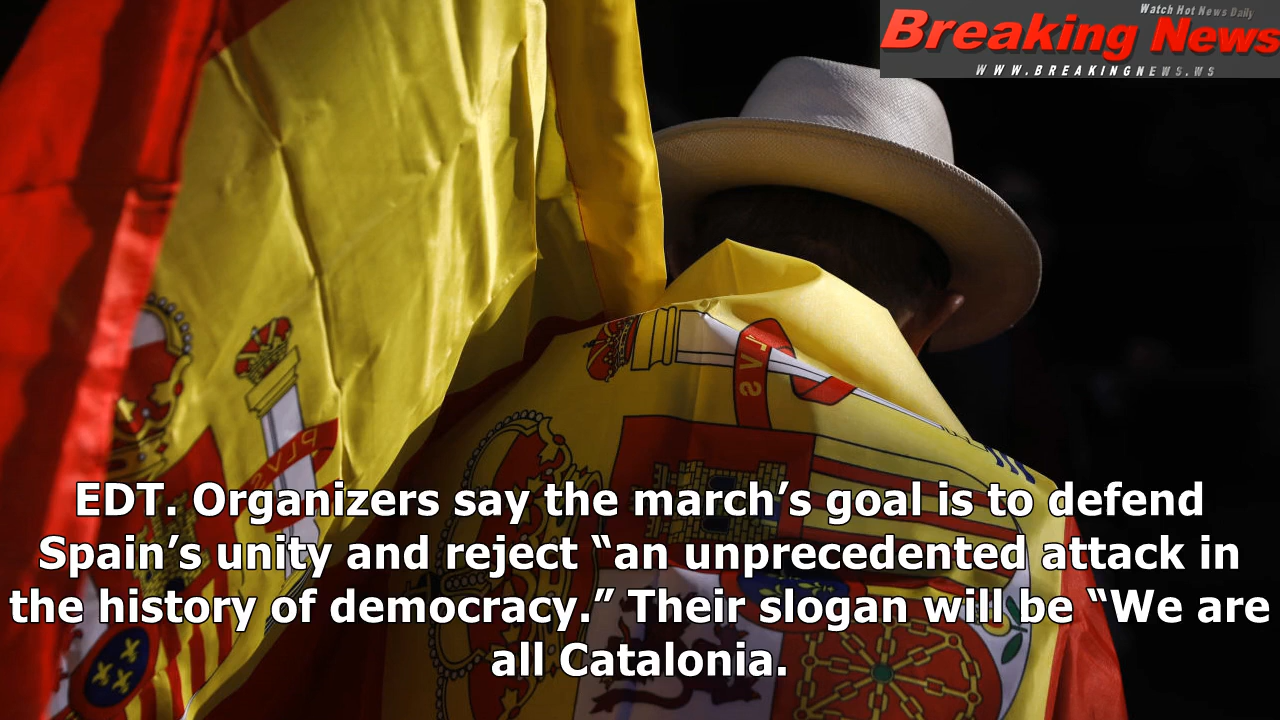 Watch Hot News Daily
Breaking News
WWW.BREAKINGNEWS.WS
PLVS
EDT. Organizers say the march’s goal is to defend
Spain’s unity and reject “an unprecedented attack in
the history of democracy.” Their slogan will be “We are
all Catalonia.